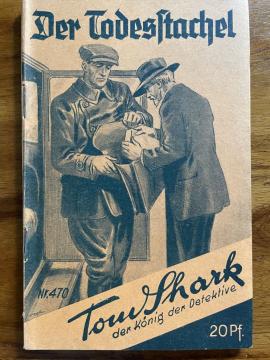 Der Todesstachel
Nr. 470
Tom Shark
der König der Detektive
20 Pf.